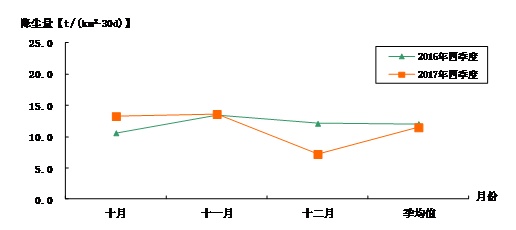 降尘量【t/(km²·30d)】
25.0
20.0
15.0
10.0
5.0
0.0
2016年四季度
2017年四季度
十月
十一月
十二月
季均值
月份